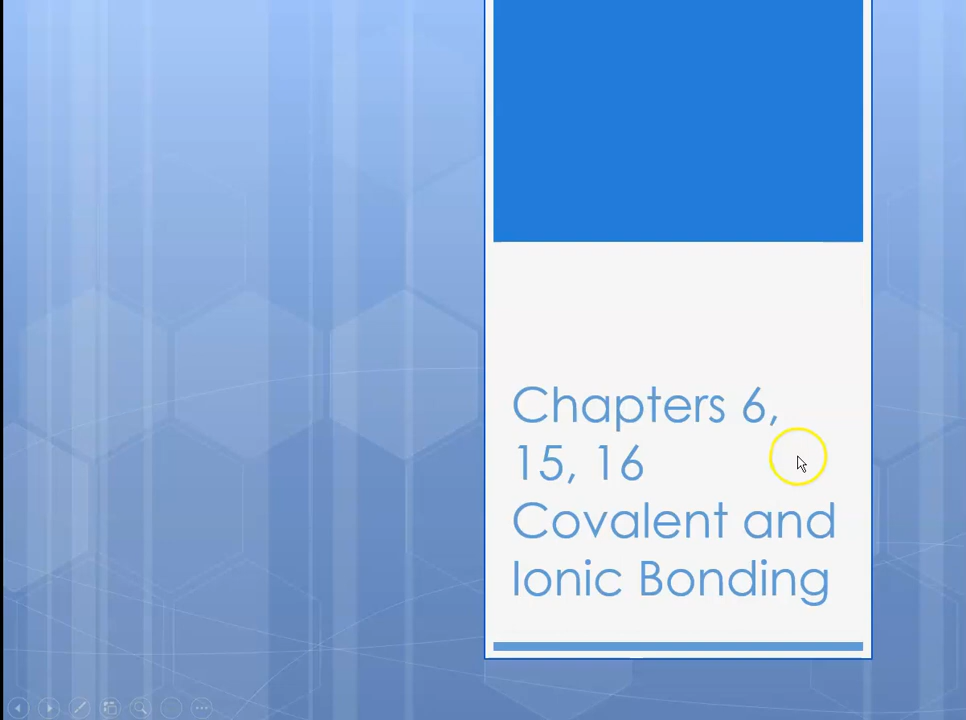 Chapters 6,
15, 16
Covalent and
Ionic Bonding